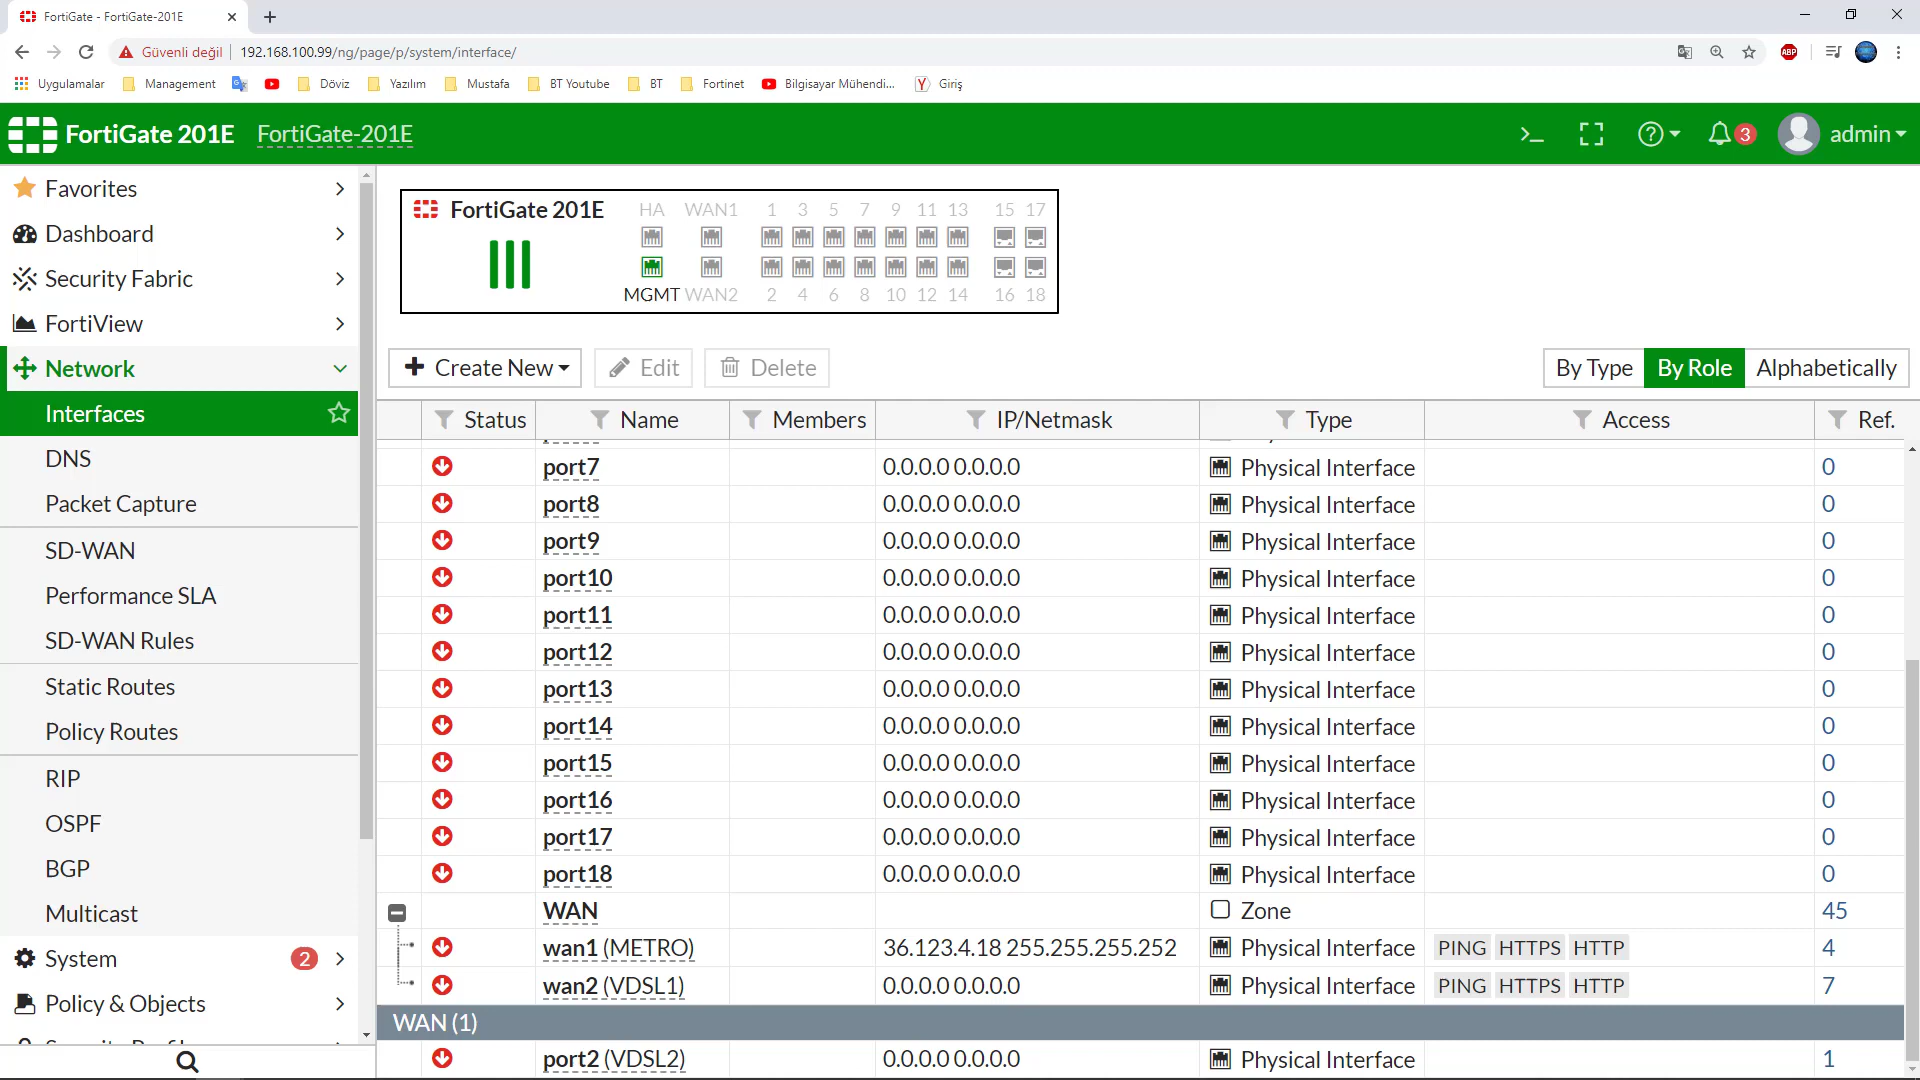 FortiGate - FortiGate-201E
Güvenli değil 192.168.100.99/ng/page/p/system/interface/
ABP
Uygulamalar Management Döviz Yazılım Mustafa BT Youtube BT Fortinet Bilgisayar Mühendi... Giriş
FortiGate 201E FortiGate-201E 3 admin
Favorites
Dashboard
Security Fabric
FortiView
Network
Interfaces
DNS
Packet Capture
SD-WAN
Performance SLA
SD-WAN Rules
Static Routes
Policy Routes
RIP
OSPF
BGP
Multicast
System 2
Policy & Objects
FortiGate 201E
HA WAN1 1 3 5 7 9 11 13 15 17
MGMT WAN2 2 4 6 8 10 12 14 16 18
Create New Edit Delete By Type By Role Alphabetically
Status Name Members IP/Netmask Type Access Ref.
port7 0.0.0.0 0.0.0.0 Physical Interface 0
port8 0.0.0.0 0.0.0.0 Physical Interface 0
port9 0.0.0.0 0.0.0.0 Physical Interface 0
port10 0.0.0.0 0.0.0.0 Physical Interface 0
port11 0.0.0.0 0.0.0.0 Physical Interface 0
port12 0.0.0.0 0.0.0.0 Physical Interface 0
port13 0.0.0.0 0.0.0.0 Physical Interface 0
port14 0.0.0.0 0.0.0.0 Physical Interface 0
port15 0.0.0.0 0.0.0.0 Physical Interface 0
port16 0.0.0.0 0.0.0.0 Physical Interface 0
port17 0.0.0.0 0.0.0.0 Physical Interface 0
port18 0.0.0.0 0.0.0.0 Physical Interface 0
WAN Zone 45
wan1 (METRO) 36.123.4.18 255.255.255.252 Physical Interface PING HTTPS HTTP 4
wan2 (VDSL1) 0.0.0.0 0.0.0.0 Physical Interface PING HTTPS HTTP 7
WAN (1)
port2 (VDSL2) 0.0.0.0 0.0.0.0 Physical Interface 1